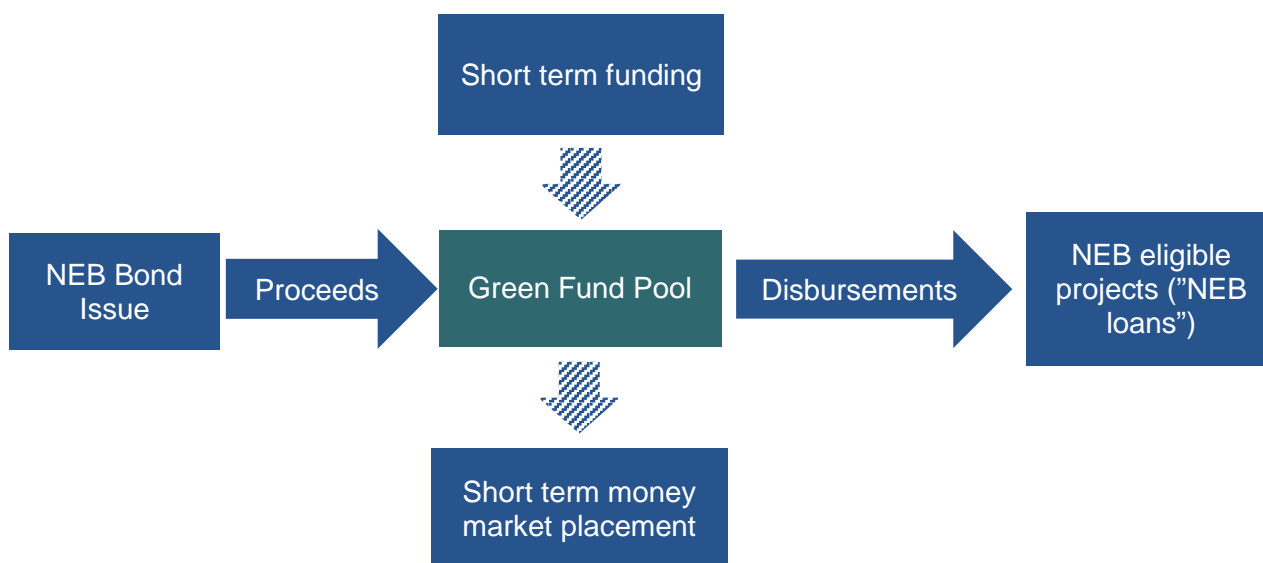 Short term funding
NEB Bond
Issue
Proceeds
Green Fund Pool
Disbursements
NEB eligible
projects (”NEB
loans”)
Short term money
market placement